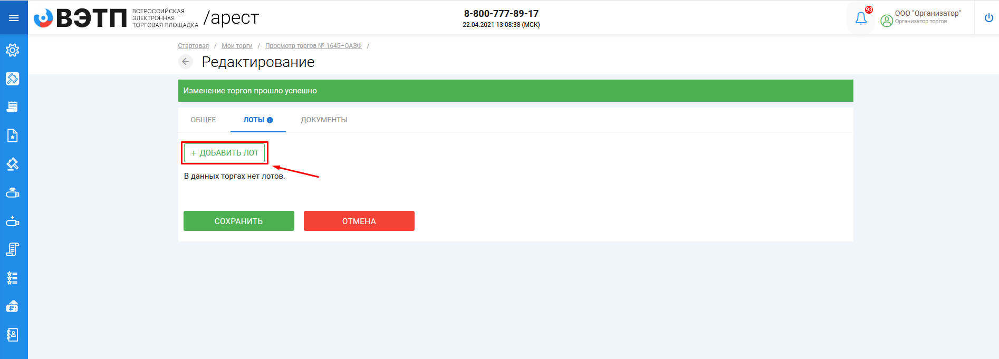 ВЭТП
ВСЕРОССИЙСКАЯ
ЭЛЕКТРОННАЯ
ТОРГОВАЯ ПЛОЩАДКА
/арест
8-800-777-89-17
22.04.2021 13:08:38 (МСК)
93
ООО "Организатор"
Организатор торгов
Стартовая / Мои торги / Просмотр торгов № 1645–ОАЗФ /
Редактирование
Изменение торгов прошло успешно
ОБЩЕЕ ЛОТЫ ДОКУМЕНТЫ
+ ДОБАВИТЬ ЛОТ
В данных торгах нет лотов.
СОХРАНИТЬ ОТМЕНА